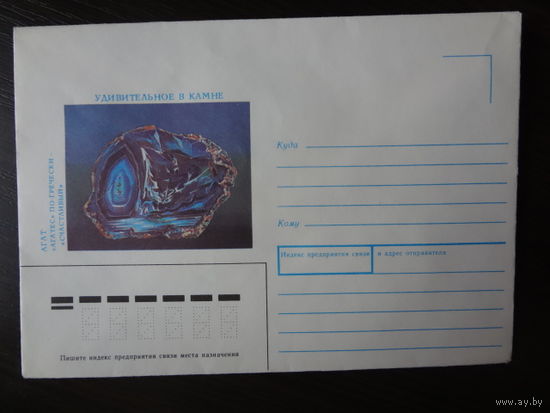 УДИВИТЕЛЬНОЕ В КАМНЕ
АГАТ
«АГАТЕС» ПО-ГРЕЧЕСКИ -
«СЧАСТЛИВЫЙ»
Куда
Кому
Индекс предприятия связи и адрес отправителя
Пишите индекс предприятия связи места назначения
www.ay.by